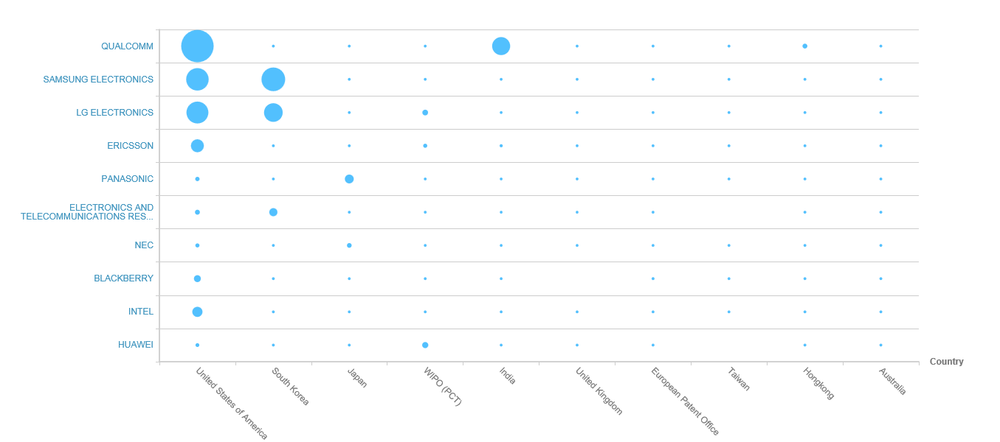 QUALCOMM
SAMSUNG ELECTRONICS
LG ELECTRONICS
ERICSSON
PANASONIC
ELECTRONICS AND
TELECOMMUNICATIONS RES...
NEC
BLACKBERRY
INTEL
HUAWEI
Country
United States of America
South Korea
Japan
WIPO (PCT)
India
United Kingdom
European Patent Office
Taiwan
Hongkong
Australia